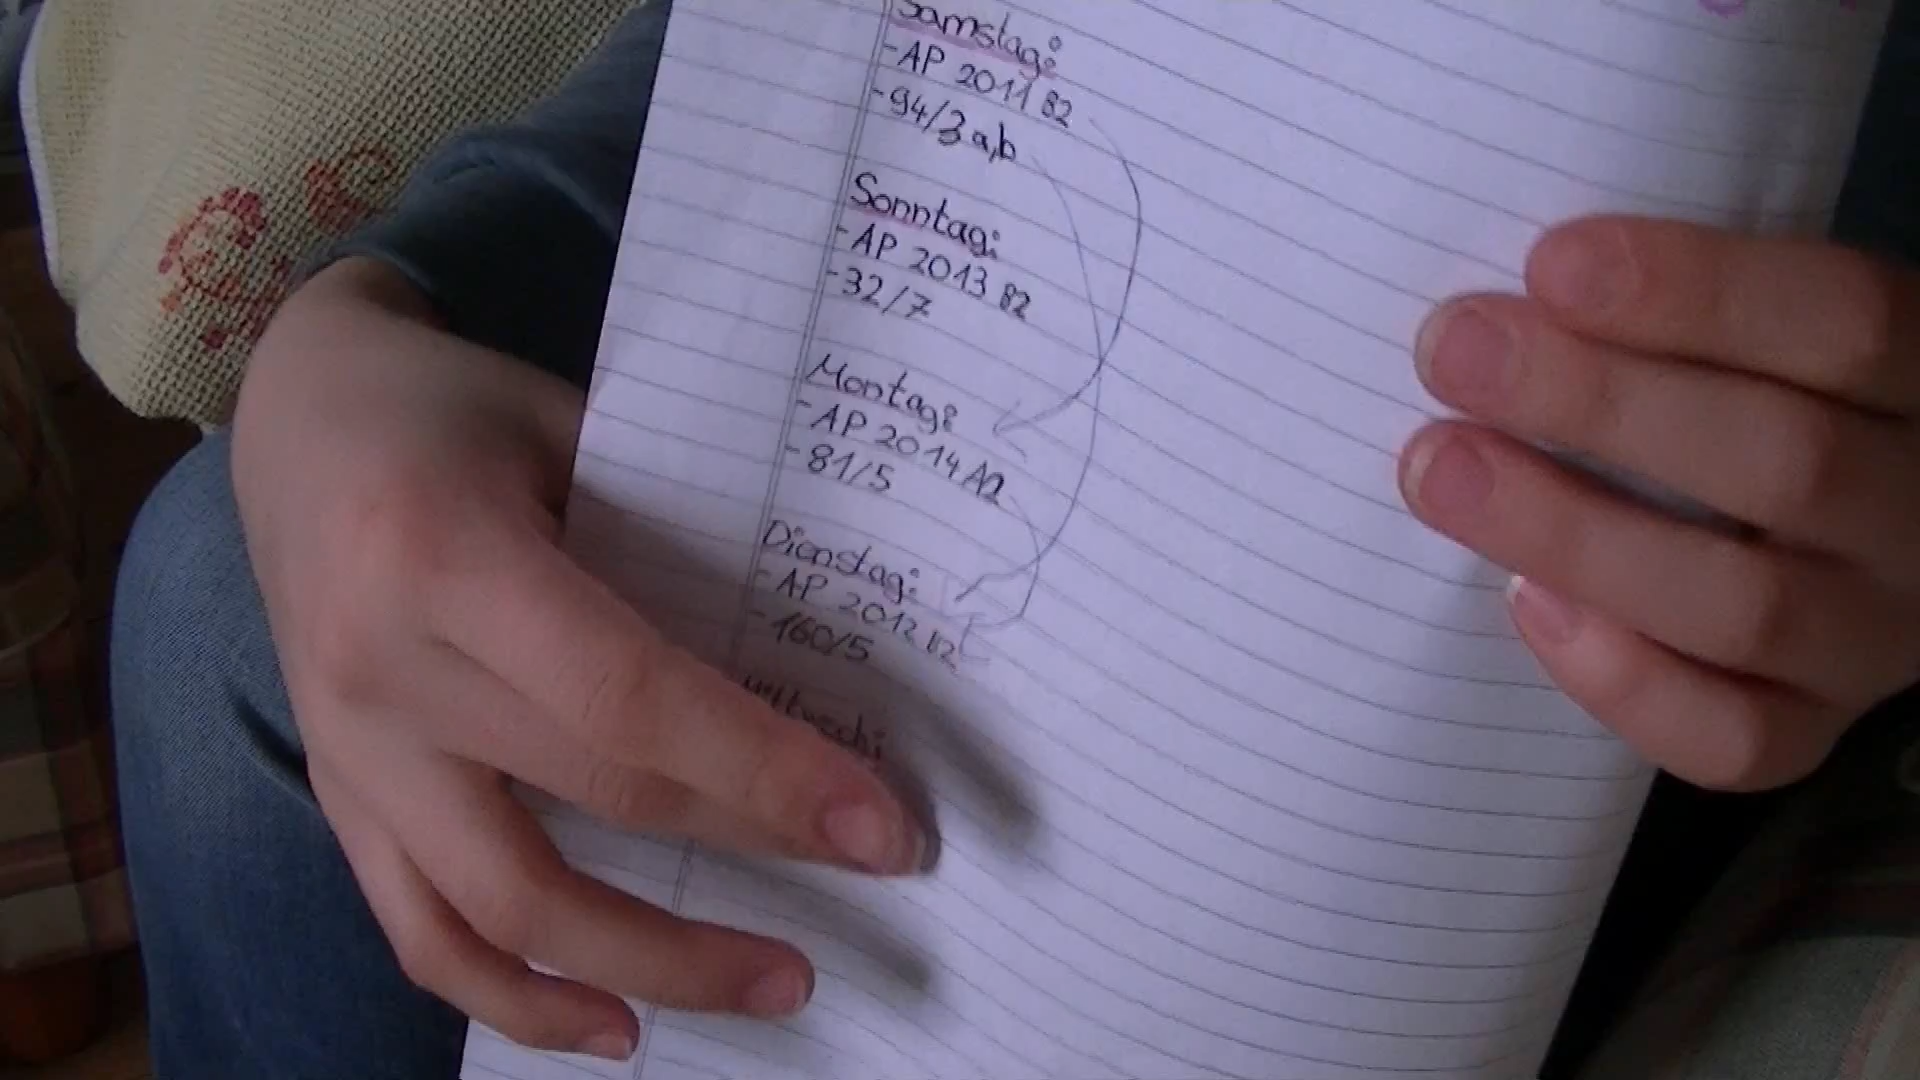 Samstag:
-AP 2011 B2
-94/3 a,b
Sonntag:
-AP 2013 B2
-32/7
Montag:
-AP 2014 A2
-81/5
Dienstag:
-AP 2012 B2
-160/5
Mittwoch: